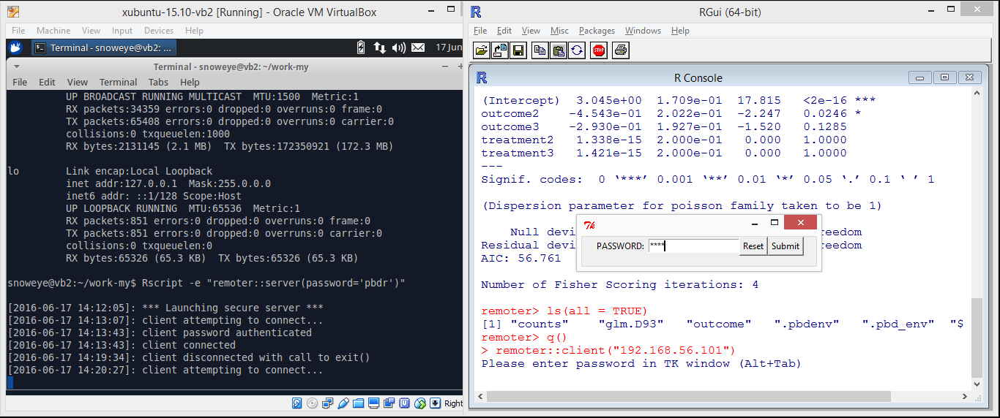 xubuntu-15.10-vb2 [Running] - Oracle VM VirtualBox
File Machine View Input Devices Help
Terminal - snoweye@vb2: ...
17 Jun
Terminal - snoweye@vb2: ~/work-my
File Edit View Terminal Tabs Help
UP BROADCAST RUNNING MULTICAST MTU:1500 Metric:1
RX packets:34359 errors:0 dropped:0 overruns:0 frame:0
TX packets:65408 errors:0 dropped:0 overruns:0 carrier:0
collisions:0 txqueuelen:1000
RX bytes:2131145 (2.1 MB) TX bytes:172350921 (172.3 MB)
lo Link encap:Local Loopback
inet addr:127.0.0.1 Mask:255.0.0.0
inet6 addr: ::1/128 Scope:Host
UP LOOPBACK RUNNING MTU:65536 Metric:1
RX packets:851 errors:0 dropped:0 overruns:0 frame:0
TX packets:851 errors:0 dropped:0 overruns:0 carrier:0
collisions:0 txqueuelen:0
RX bytes:65326 (65.3 KB) TX bytes:65326 (65.3 KB)
snoweye@vb2:~/work-my$ Rscript -e "remoter::server(password='pbdr')"
[2016-06-17 14:12:05]: *** Launching secure server ***
[2016-06-17 14:13:07]: client attempting to connect...
[2016-06-17 14:13:43]: client password authenticated
[2016-06-17 14:13:43]: client connected
[2016-06-17 14:19:34]: client disconnected with call to exit()
[2016-06-17 14:20:27]: client attempting to connect...
Right
RGui (64-bit)
File Edit View Misc Packages Windows Help
STOP
R Console
(Intercept) 3.045e+00 1.709e-01 17.815 <2e-16 ***
outcome2 -4.543e-01 2.022e-01 -2.247 0.0246 *
outcome3 -2.930e-01 1.927e-01 -1.520 0.1285
treatment2 1.338e-15 2.000e-01 0.000 1.0000
treatment3 1.421e-15 2.000e-01 0.000 1.0000
---
Signif. codes: 0 ‘***’ 0.001 ‘**’ 0.01 ‘*’ 0.05 ‘.’ 0.1 ‘ ’ 1
(Dispersion parameter for poisson family taken to be 1)
Null devi reedom
Residual devi reedom
AIC: 56.761
PASSWORD: **** Reset Submit
Number of Fisher Scoring iterations: 4
remoter> ls(all = TRUE)
[1] "counts" "glm.D93" "outcome" ".pbdenv" ".pbd_env" "$
remoter> q()
> remoter::client("192.168.56.101")
Please enter password in TK window (Alt+Tab)